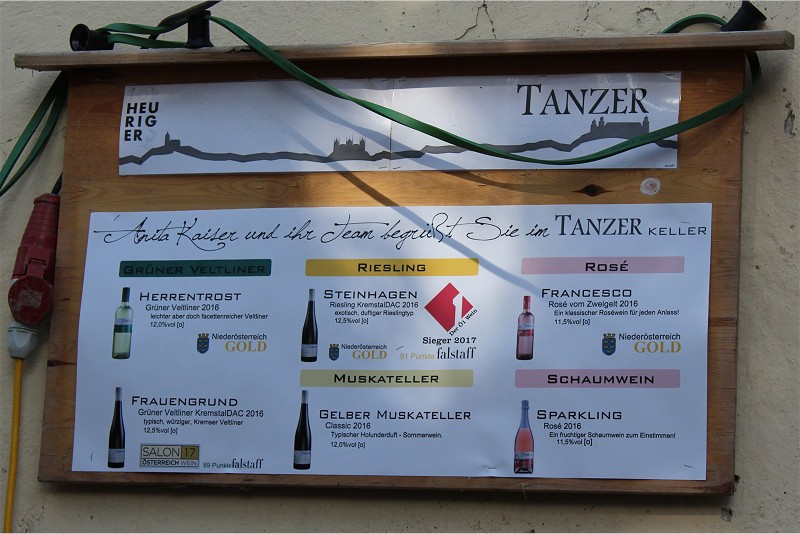 HEU
RIG
ER
TANZER
Anita Kaiser und ihr Team begrüßt Sie im TANZER KELLER
GRÜNER VELTLINER
HERRENTROST
Grüner Veltliner 2016
leichter aber doch facettenreicher Veltliner
12,0%vol [o]
Niederösterreich
GOLD
FRAUENGRUND
Grüner Veltliner KremstalDAC 2016
typisch, würziger, Kremser Veltliner
12,5%vol [o]
SALON 17
ÖSTERREICH WEIN
89 Punkte falstaff
RIESLING
STEINHAGEN
Riesling KremstalDAC 2016
exotisch, duftiger Rieslingtyp
12,5%vol [o]
Niederösterreich
GOLD
1
Der Ö1 Wein
Sieger 2017
91 Punkte falstaff
MUSKATELLER
GELBER MUSKATELLER
Classic 2016
Typischer Holunderduft - Sommerwein.
12,0%vol [o]
ROSÉ
FRANCESCO
Rosé vom Zweigelt 2016
Ein klassischer Roséwein für jeden Anlass!
11,5%vol [o]
Niederösterreich
GOLD
SCHAUMWEIN
SPARKLING
Rosé 2016
Ein fruchtiger Schaumwein zum Einstimmen!
11,5%vol [o]